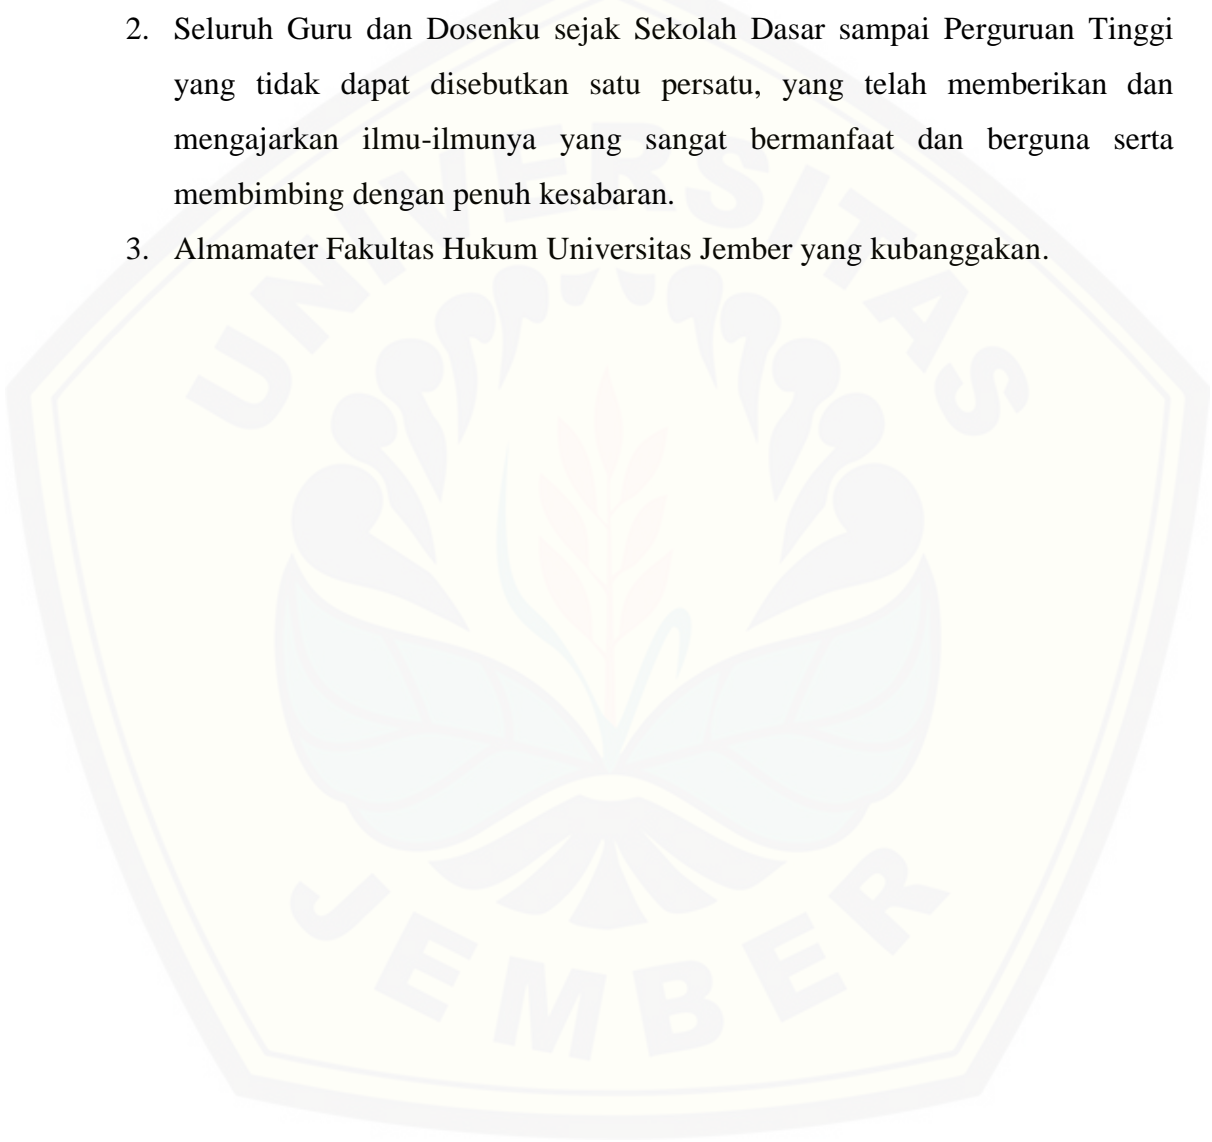 2. Seluruh Guru dan Dosenku sejak Sekolah Dasar sampai Perguruan Tinggi
yang tidak dapat disebutkan satu persatu, yang telah memberikan dan
mengajarkan ilmu-ilmunya yang sangat bermanfaat dan berguna serta
membimbing dengan penuh kesabaran.
3. Almamater Fakultas Hukum Universitas Jember yang kubanggakan.
UNIVERSITAS
JEMBER